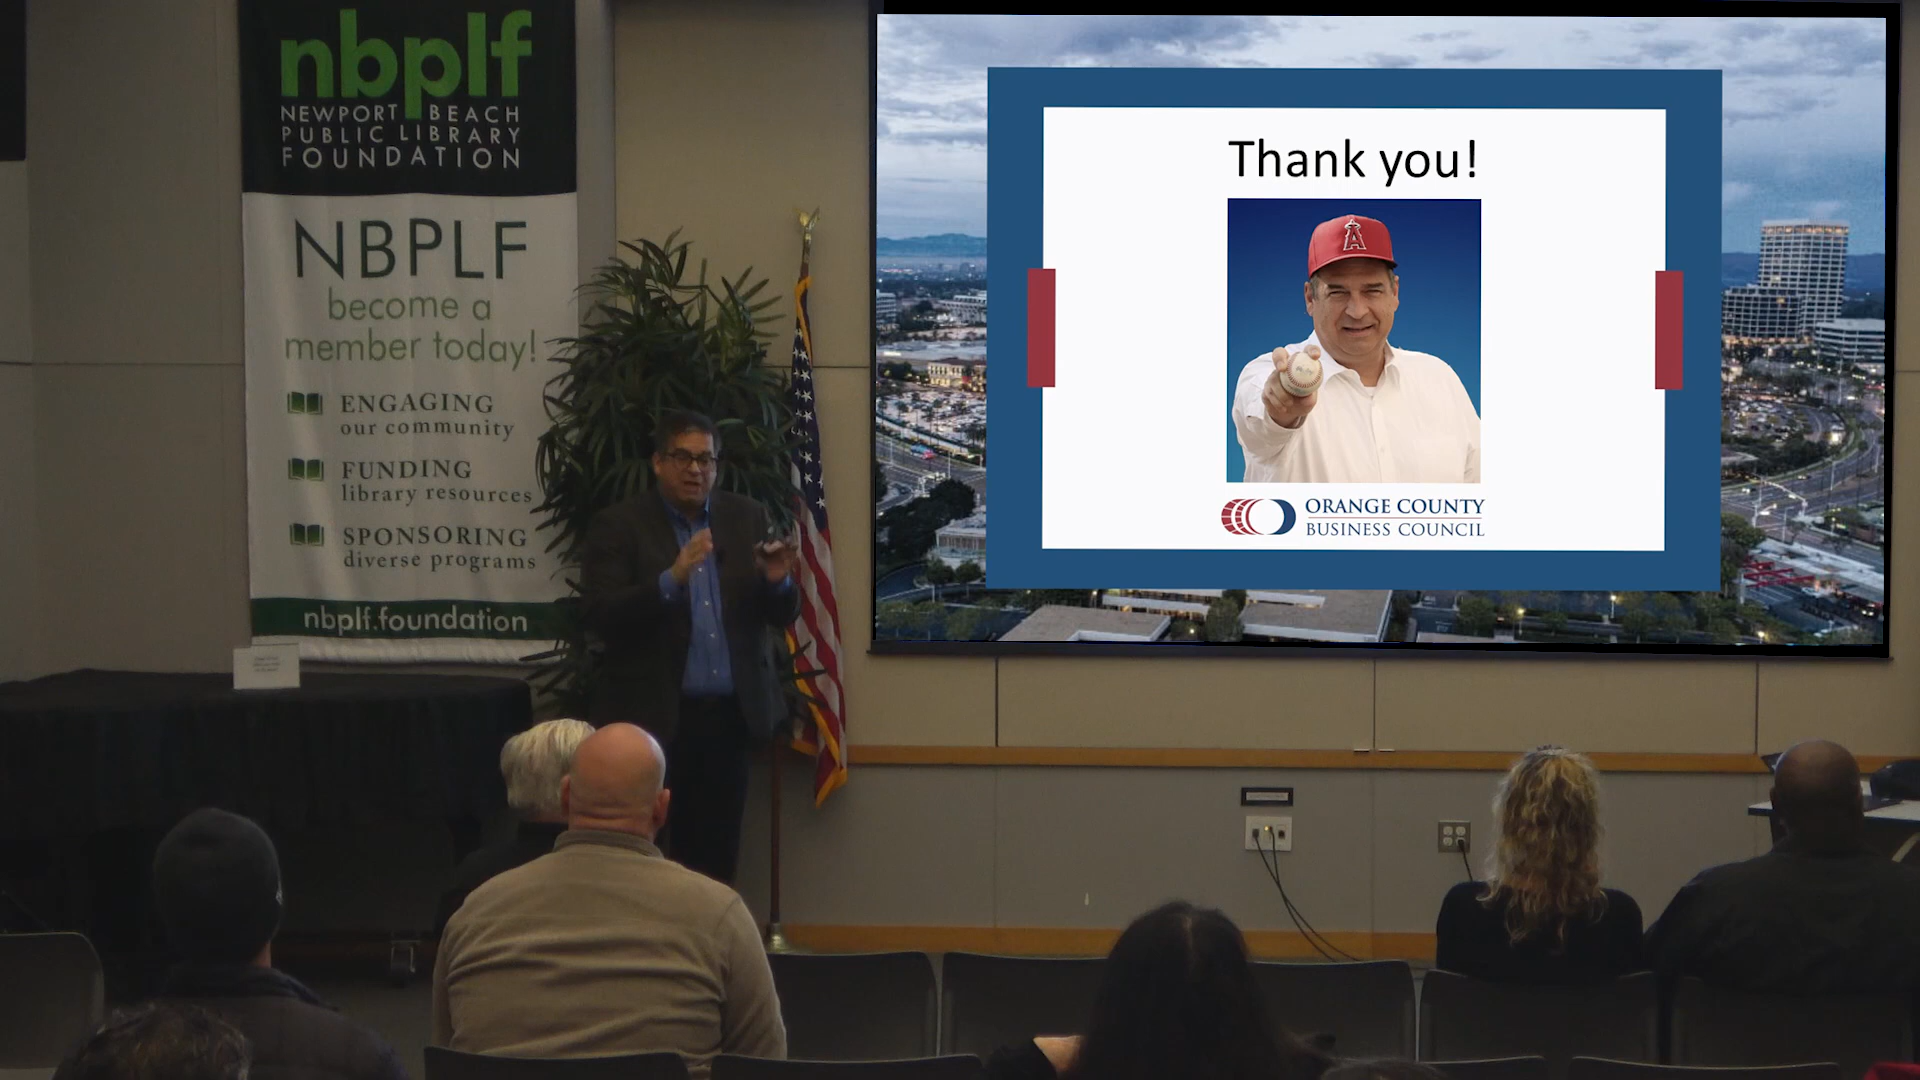 nbplf
NEWPORT BEACH
PUBLIC LIBRARY
FOUNDATION
NBPLF
become a
member today!
ENGAGING
our community
FUNDING
library resources
SPONSORING
diverse programs
nbplf.foundation
Thank you!
A
ORANGE COUNTY
BUSINESS COUNCIL